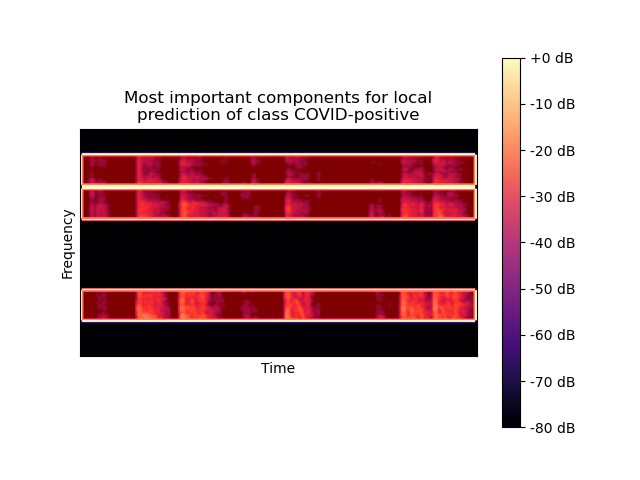 Most important components for local
prediction of class COVID-positive
Frequency
Time
+0 dB
-10 dB
-20 dB
-30 dB
-40 dB
-50 dB
-60 dB
-70 dB
-80 dB